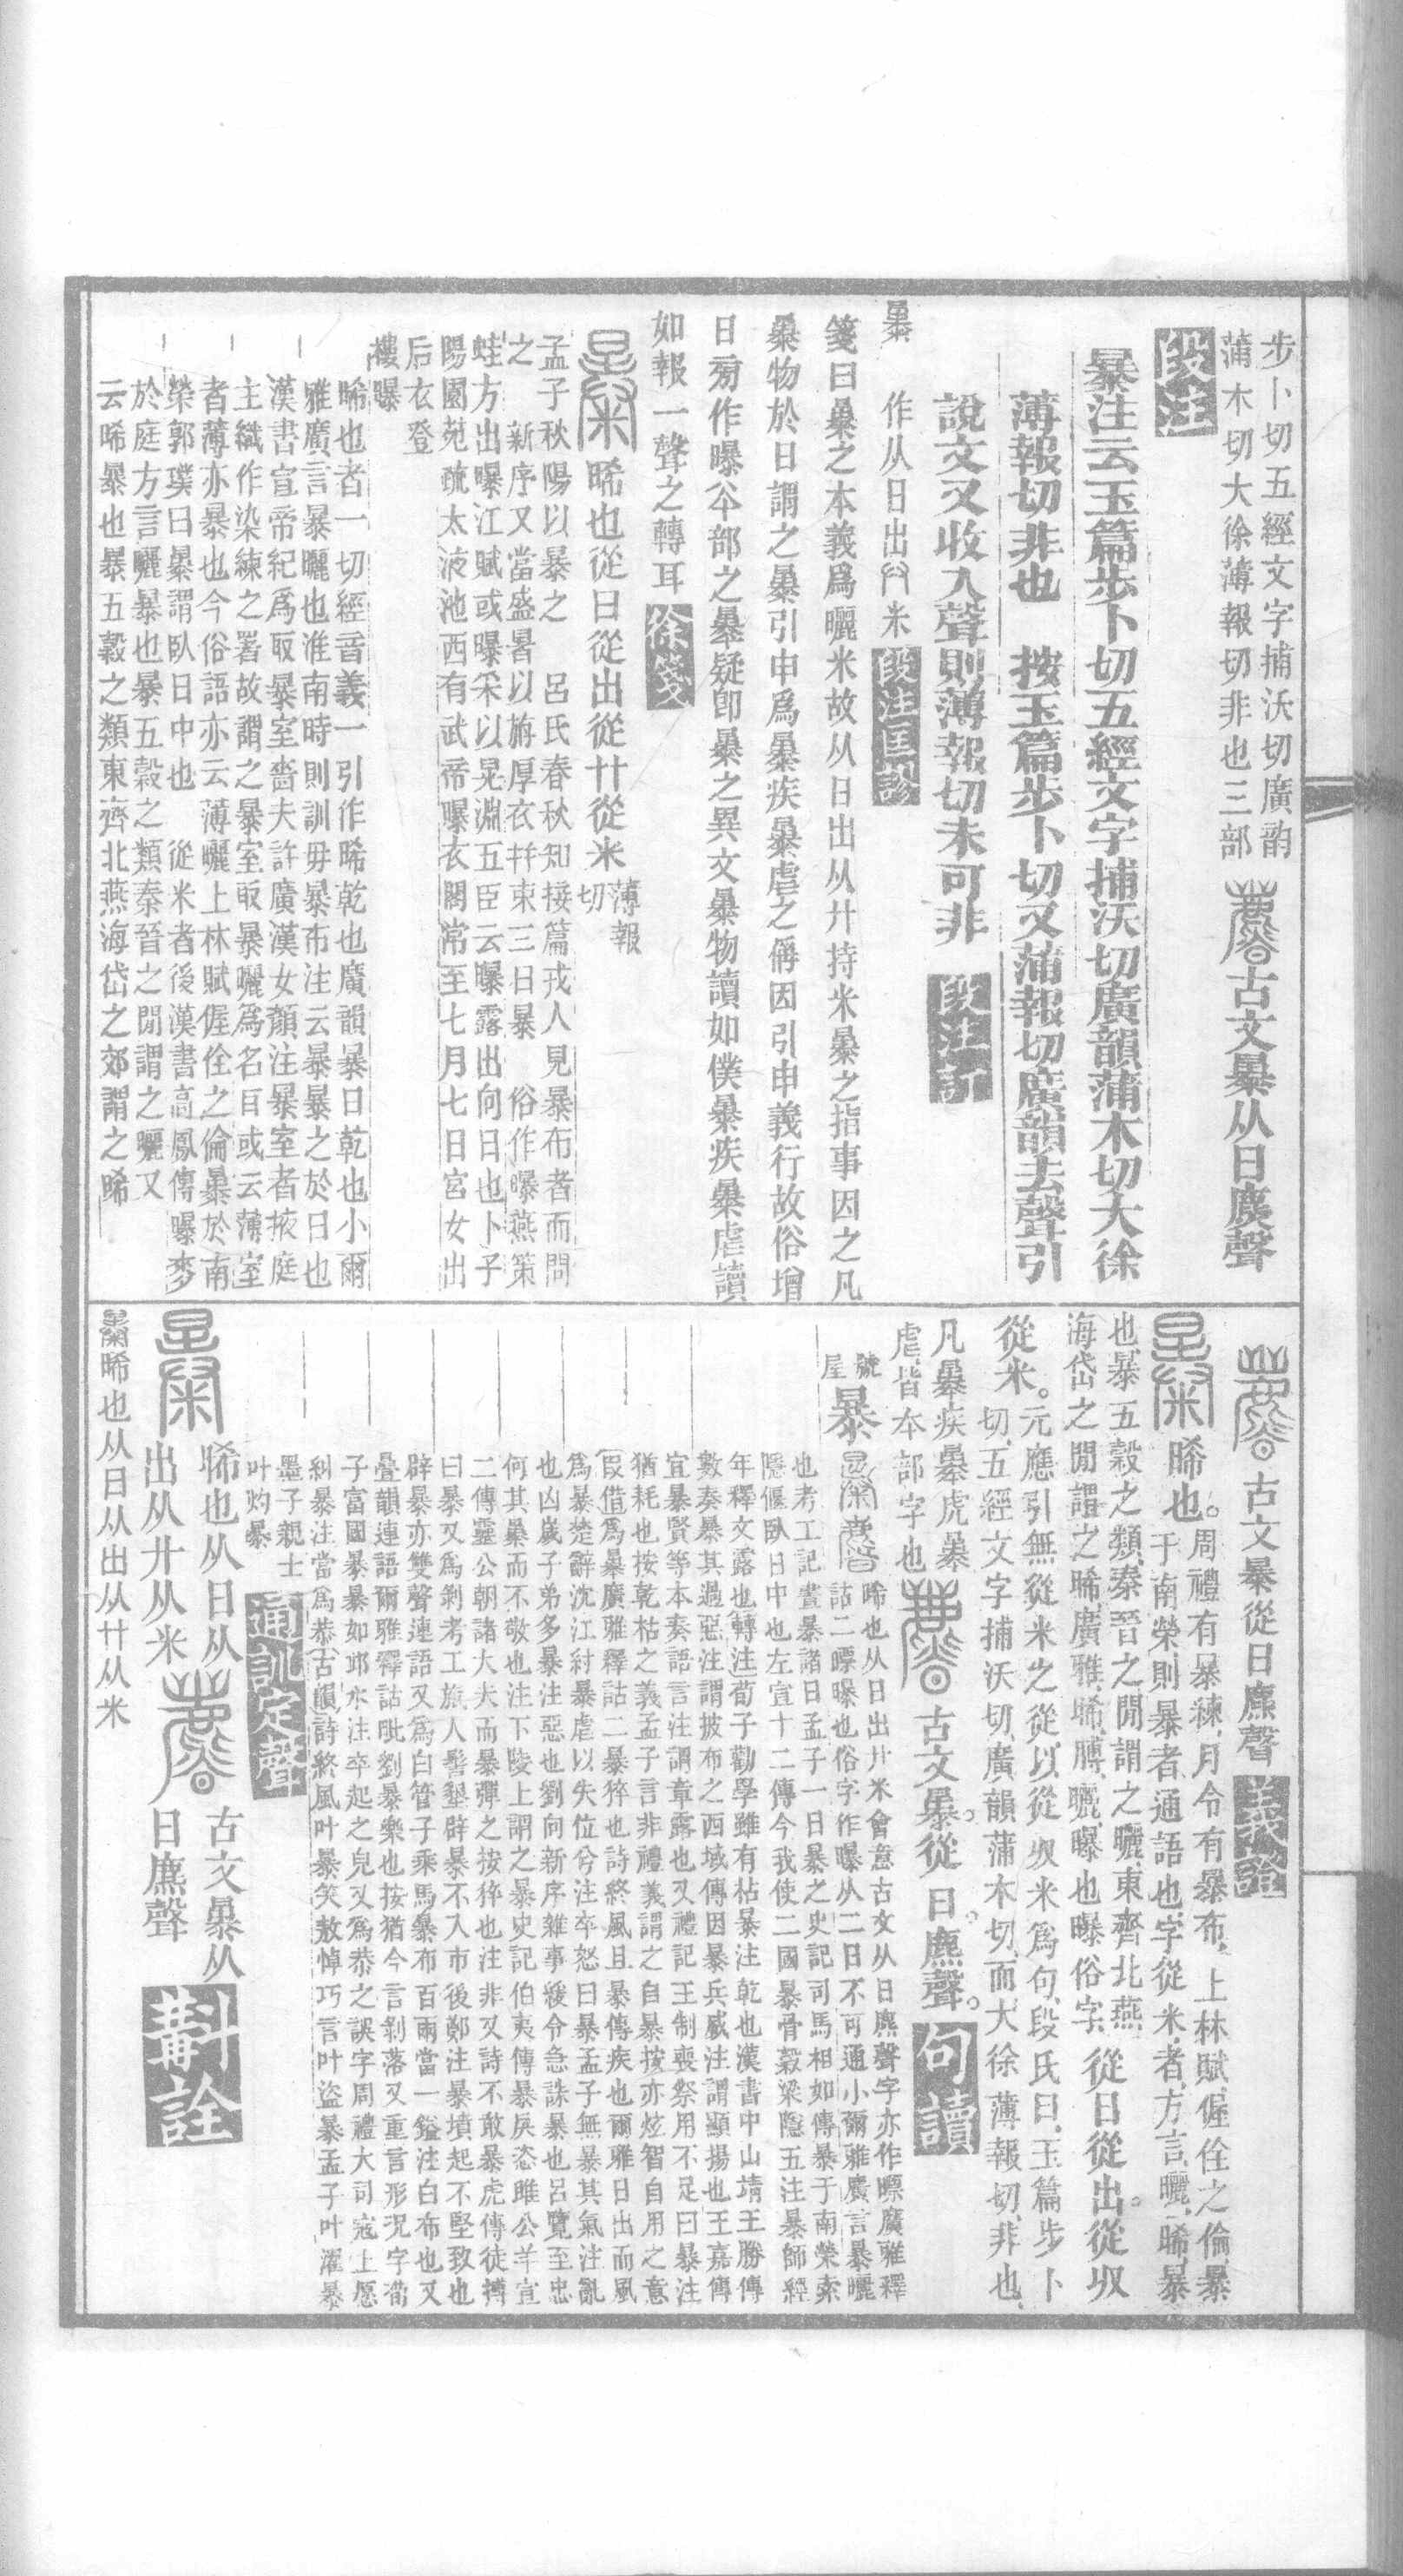 步卜切五經文字捕沃切廣韵
蒲木切大徐薄報切非也三部
古文暴从日麃聲
段注
暴注云玉篇步卜切五經文字捕沃切廣韻蒲木切大徐
薄報切非也 按玉篇步卜切又蒲報切廣韻去聲引
說文又收入聲則薄報切未可非
段注訂
暴
作从日出廾米
段注匡謬
箋曰暴之本義爲曬米故从日出从廾持米暴之指事因之凡
暴物於日謂之暴引申爲暴疾暴虐之偁因引申義行故俗增
日旁作曝夲部之暴疑卽暴之異文暴物讀如僕暴疾暴虐讀
如報一聲之轉耳
徐箋
晞也從日從出從廾從米
薄報
切
孟子秋陽以暴之 呂氏春秋知接篇戎人見暴布者而問
之 新序又當盛暑以旃厚衣幷束三日暴 俗作曝燕策
蚌方出曝江賦或曝采以晃淵五臣云曝露出向日也卜子
陽園苑疏太液池西有武帝曝衣閣常至七月七日宮女出
后衣登
樓曝
晞也者一切經音義一引作晞乾也廣韻暴日乾也小爾
雅廣言暴曬也淮南時則訓毋暴布注云暴暴之於日也
漢書宣帝紀爲取暴室嗇夫許廣漢女顏注暴室者掖庭
主織作染練之署故謂之暴室取暴曬爲名耳或云薄室
者薄亦暴也今俗語亦云薄曬上林賦偓佺之倫暴於南
榮郭璞曰暴謂臥日中也 從米者後漢書高鳳傳曝麥
於庭方言曬暴也暴五穀之類秦晉之閒謂之曬又
云晞暴也暴五穀之類東齊北燕海岱之郊謂之晞
古文暴從日麃聲
義證
晞也。
周禮有暴練、月令有暴布、上林賦、偓佺之倫、暴
于南榮、則暴者、通語也、字從米者、方言、曬、晞、暴
也、暴五穀之類、秦晉之閒謂之曬、東齊北燕
海岱之閒謂之晞、廣雅、晞、膊、曬、曝也、曝俗字、
從日從出。從収
從米。
元應引無從米之從、以從収米爲句、段氏曰、玉篇步卜
切、五經文字捕沃切、廣韻蒲木切、而大徐薄報切、非也、
凡暴疾暴虎暴
虐、皆夲部字也
古文暴。從日。麃聲。
句讀
號
屋
暴
晞也从日出廾米會意古文从日麃聲字亦作曝廣雅釋
詁二曝曝也俗字作曝从二日不可通小爾雅廣言暴曬
也考工記晝暴諸日孟子一日暴之史記司馬相如傳暴于南榮索
隱偃臥日中也左宣十二傳今我使二國暴骨穀梁隱五注暴師經
年釋文露也轉注荀子勸學雖有枯暴注乾也漢書中山靖王勝傳
數奏暴其過惡注謂披布之西域傳因暴兵威注謂顯揚也王嘉傳
宜暴賢等本奏語言注謂章露也又禮記王制喪祭用不足曰暴注
猶耗也按乾枯之義孟子言非禮義謂之自暴按亦炫智自用之意
叚借爲暴廣雅釋詁二暴猝也詩終風且暴傳疾也爾雅日出而風
爲暴楚辭沈江紂暴虐以失位兮注卒怒曰暴孟子無暴其氣注亂
也凶歲子弟多暴注惡也劉向新序雜事緩令急誅暴也呂覽至忠
何其暴而不敬也注下陵上謂之暴史記伯夷傳暴戾恣睢公羊宣
二傳靈公朝諸大夫而暴彈之按猝也注非又詩不敢暴虎傳徒搏
曰暴又爲剝考工旊人髻墾辟暴不入市後鄭注暴墳起不堅致也
辟暴亦雙聲連語又爲白管子乘馬暴布百兩當一鎰注白布也又
疊韻連語爾雅釋詁毗劉暴樂也按猶今言剝落又重言形況字荀
子富國暴暴如邱水注卒起之皃又爲恭之誤字周禮大司寇上愿
糾暴注當爲恭古韻詩終風叶暴笑敖悼巧言叶盜暴孟子叶濯暴
墨子親士
叶灼暴
通訓定聲
晞也从日从
出从廾从米
古文暴从
日麃聲
斠詮
暴晞也从日从出从廾从米